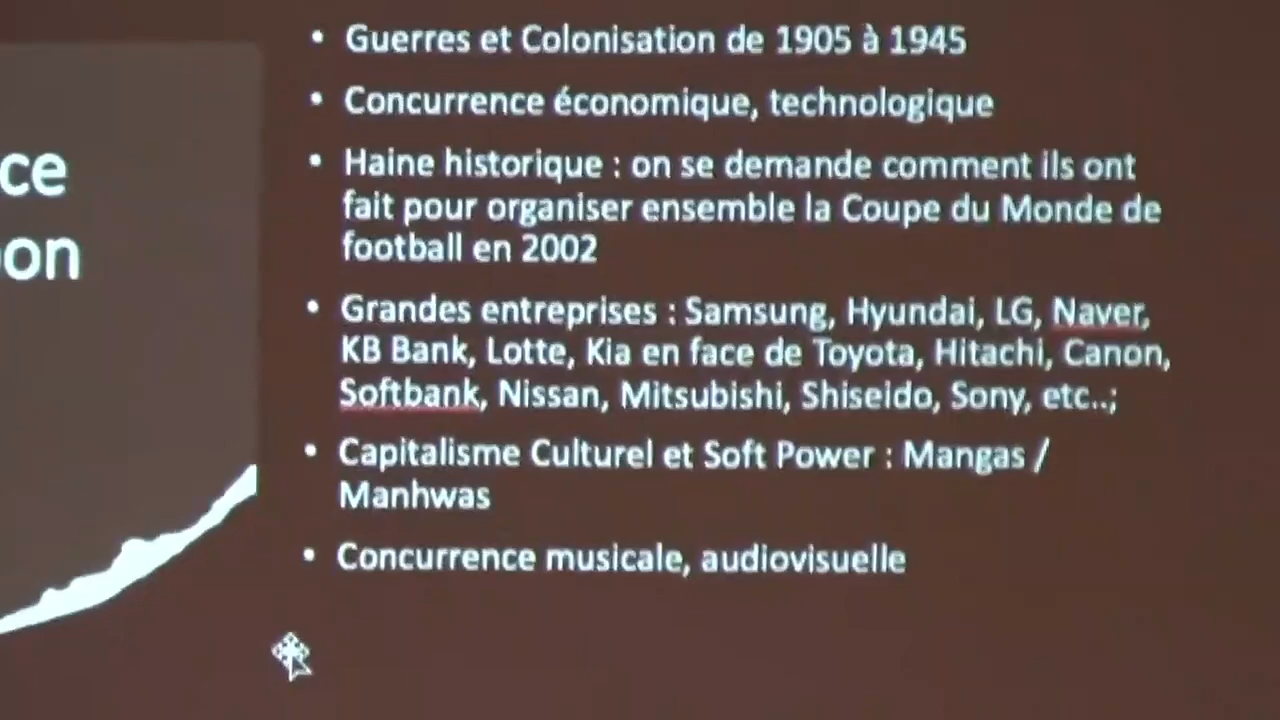 ce
on
• Guerres et Colonisation de 1905 à 1945
• Concurrence économique, technologique
• Haine historique : on se demande comment ils ont
fait pour organiser ensemble la Coupe du Monde de
football en 2002
• Grandes entreprises : Samsung, Hyundai, LG, Naver,
KB Bank, Lotte, Kia en face de Toyota, Hitachi, Canon,
Softbank, Nissan, Mitsubishi, Shiseido, Sony, etc..;
• Capitalisme Culturel et Soft Power : Mangas /
Manhwas
• Concurrence musicale, audiovisuelle